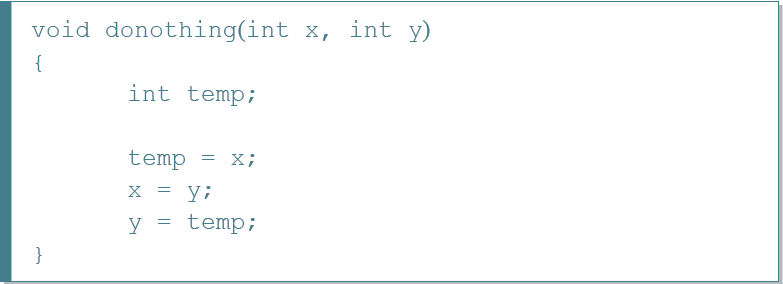 void donothing(int x, int y)
{
int temp;
temp = x;
x = y;
y = temp;
}